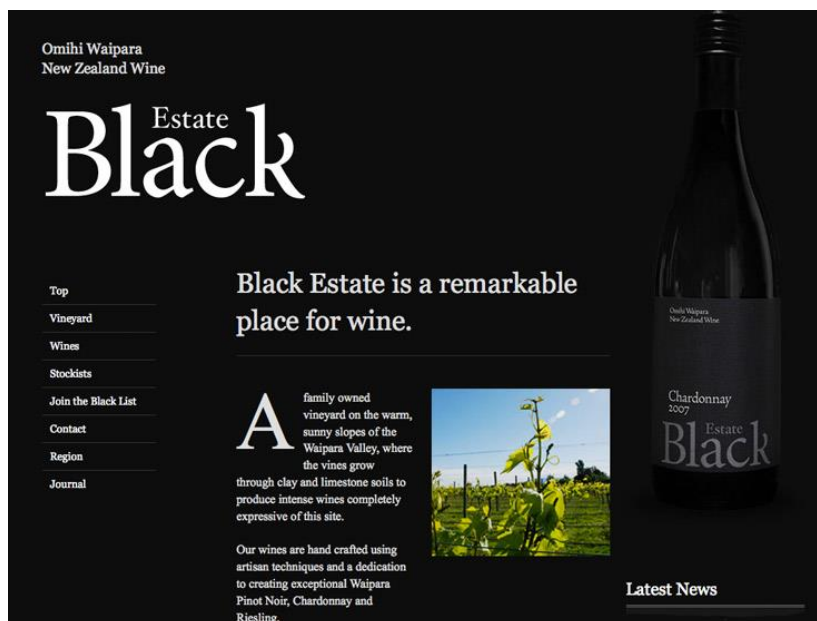 Omihi Waipara
New Zealand Wine
Estate
Black
Top
Vineyard
Wines
Stockists
Join the Black List
Contact
Region
Journal
Black Estate is a remarkable
place for wine.
A family owned
vineyard on the warm,
sunny slopes of the
Waipara Valley, where
the vines grow
through clay and limestone soils to
produce intense wines completely
expressive of this site.
Our wines are hand crafted using
artisan techniques and a dedication
to creating exceptional Waipara
Pinot Noir, Chardonnay and
Riesling.
Omihi Waipara
New Zealand Wine
Chardonnay
2007
Estate
Black
Latest News